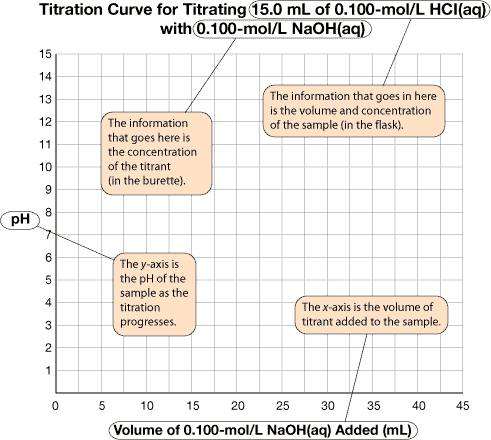 Titration Curve for Titrating 15.0 mL of 0.100-mol/L HCl(aq)
with 0.100-mol/L NaOH(aq)
15
14
13
12
11
10
9
8
7
6
5
4
3
2
1
The information that goes in here
is the volume and concentration
of the sample (in the flask).
The information
that goes here is
the concentration
of the titrant
(in the burette).
pH
The y-axis is
the pH of the
sample as the
titration
progresses.
The x-axis is the volume of
titrant added to the sample.
0 5 10 15 20 25 30 35 40 45
Volume of 0.100-mol/L NaOH(aq) Added (mL)